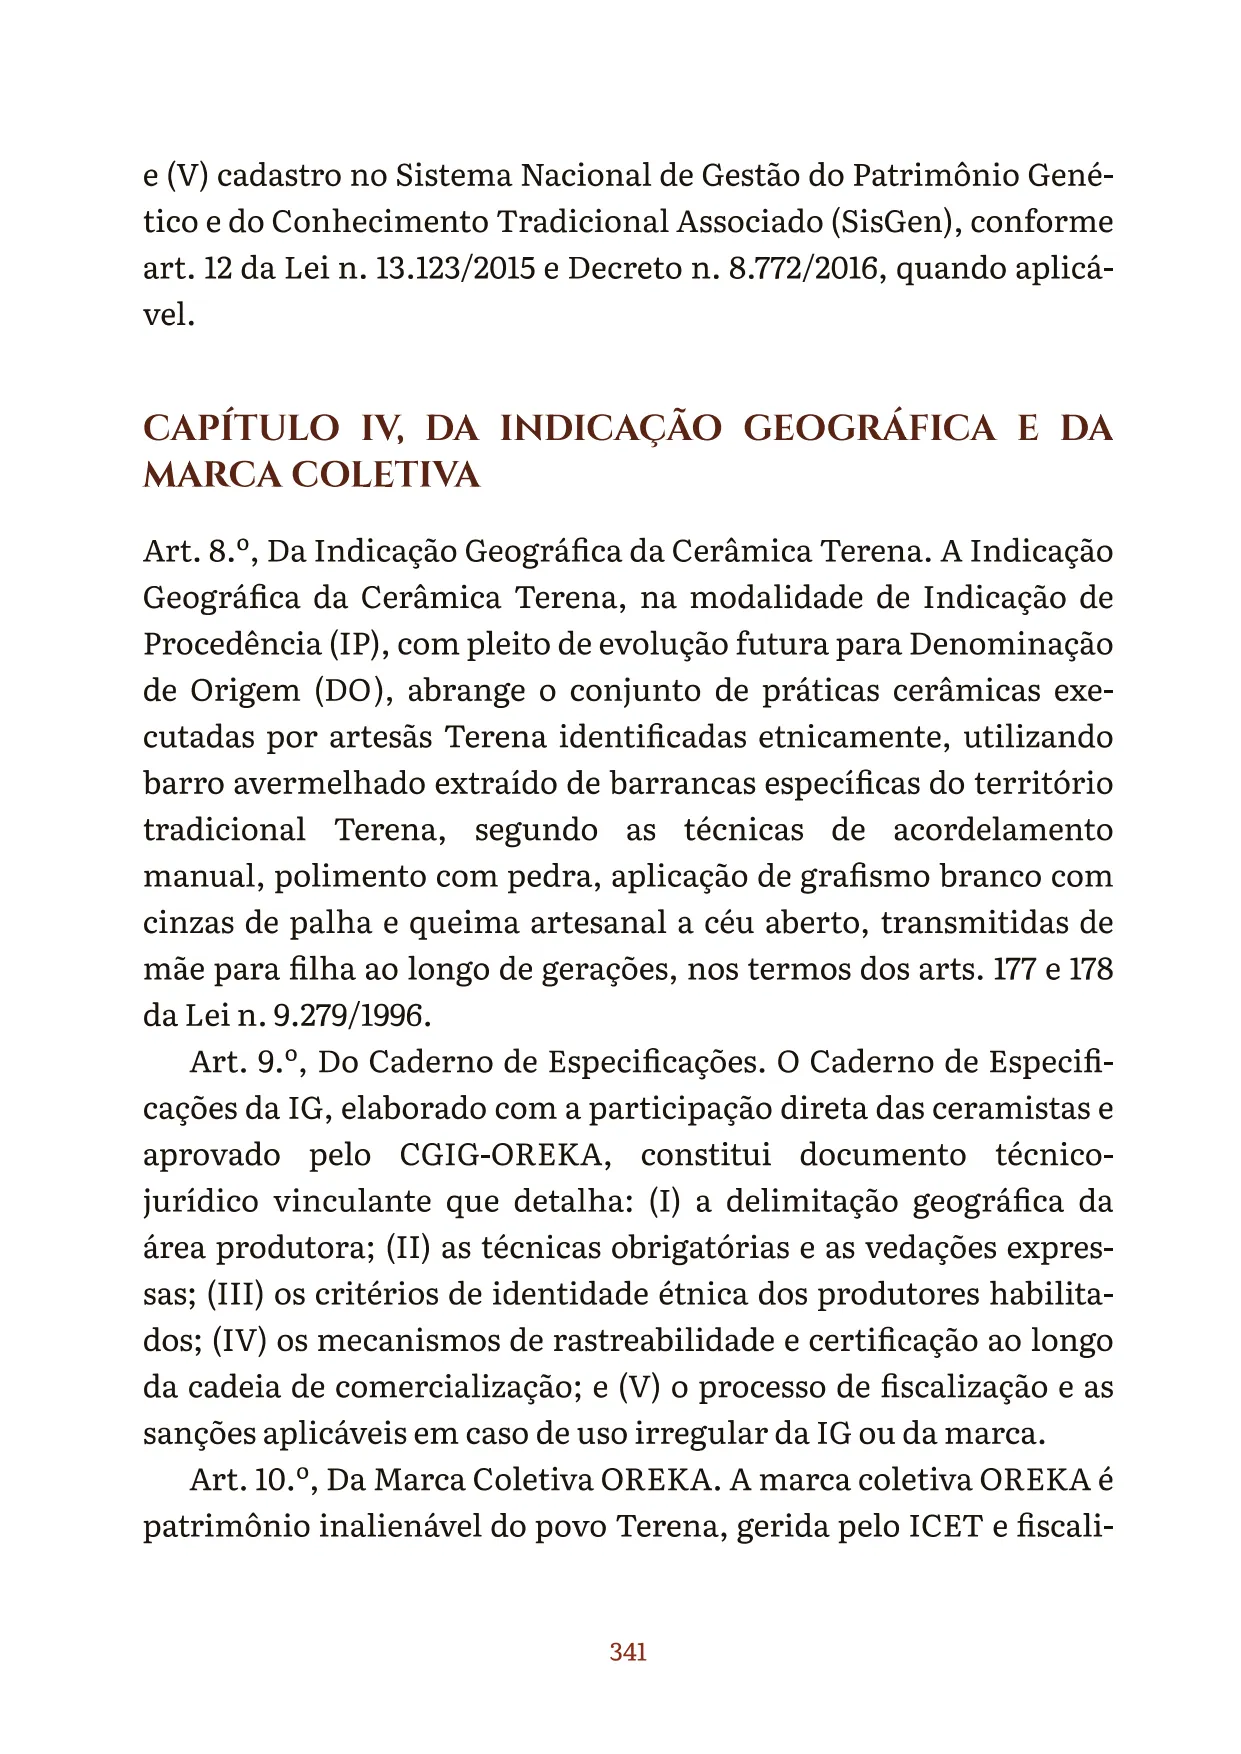 e (V) cadastro no Sistema Nacional de Gestão do Patrimônio Gené-
tico e do Conhecimento Tradicional Associado (SisGen), conforme
art. 12 da Lei n. 13.123/2015 e Decreto n. 8.772/2016, quando aplicá-
vel.
CAPÍTULO IV, DA INDICAÇÃO GEOGRÁFICA E DA
MARCA COLETIVA
Art. 8.º, Da Indicação Geográfica da Cerâmica Terena. A Indicação
Geográfica da Cerâmica Terena, na modalidade de Indicação de
Procedência (IP), com pleito de evolução futura para Denominação
de Origem (DO), abrange o conjunto de práticas cerâmicas exe-
cutadas por artesãs Terena identificadas etnicamente, utilizando
barro avermelhado extraído de barrancas específicas do território
tradicional Terena, segundo as técnicas de acordelamento
manual, polimento com pedra, aplicação de grafismo branco com
cinzas de palha e queima artesanal a céu aberto, transmitidas de
mãe para filha ao longo de gerações, nos termos dos arts. 177 e 178
da Lei n. 9.279/1996.
Art. 9.º, Do Caderno de Especificações. O Caderno de Especifi-
cações da IG, elaborado com a participação direta das ceramistas e
aprovado pelo CGIG-OREKA, constitui documento técnico-
jurídico vinculante que detalha: (I) a delimitação geográfica da
área produtora; (II) as técnicas obrigatórias e as vedações expres-
sas; (III) os critérios de identidade étnica dos produtores habilita-
dos; (IV) os mecanismos de rastreabilidade e certificação ao longo
da cadeia de comercialização; e (V) o processo de fiscalização e as
sanções aplicáveis em caso de uso irregular da IG ou da marca.
Art. 10.º, Da Marca Coletiva OREKA. A marca coletiva OREKA é
patrimônio inalienável do povo Terena, gerida pelo ICET e fiscali-
341